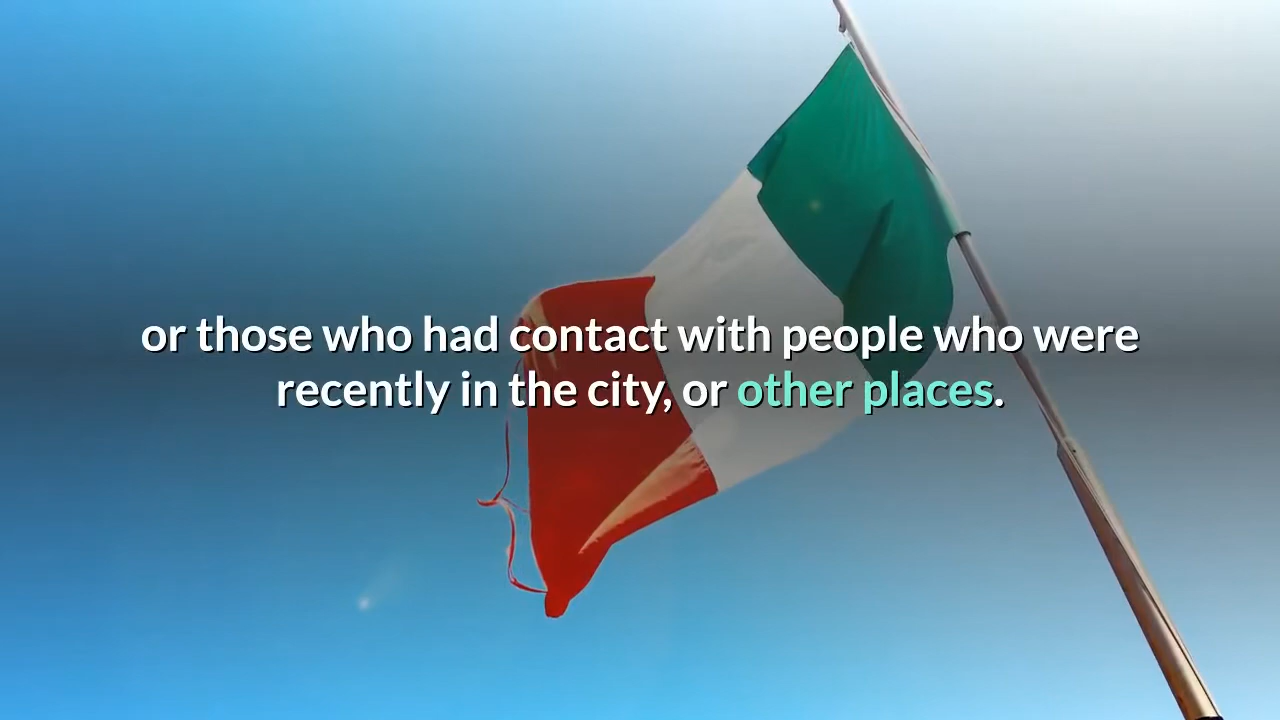 or those who had contact with people who were
recently in the city, or other places.